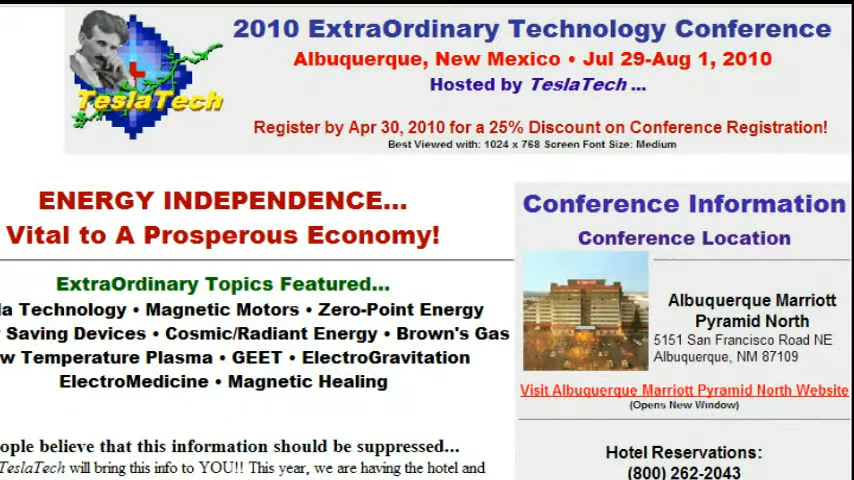 2010 ExtraOrdinary Technology Conference
Albuquerque, New Mexico • Jul 29-Aug 1, 2010
Hosted by TeslaTech ...
TeslaTech
Register by Apr 30, 2010 for a 25% Discount on Conference Registration!
Best Viewed with: 1024 x 768 Screen Font Size: Medium
ENERGY INDEPENDENCE...
Vital to A Prosperous Economy!
ExtraOrdinary Topics Featured...
la Technology • Magnetic Motors • Zero-Point Energy
Saving Devices • Cosmic/Radiant Energy • Brown's Gas
w Temperature Plasma • GEET • ElectroGravitation
ElectroMedicine • Magnetic Healing
ople believe that this information should be suppressed...
TeslaTech will bring this info to YOU!! This year, we are having the hotel and
Conference Information
Conference Location
Albuquerque Marriott
Pyramid North
5151 San Francisco Road NE
Albuquerque, NM 87109
Visit Albuquerque Marriott Pyramid North Website
(Opens New Window)
Hotel Reservations:
(800) 262-2043